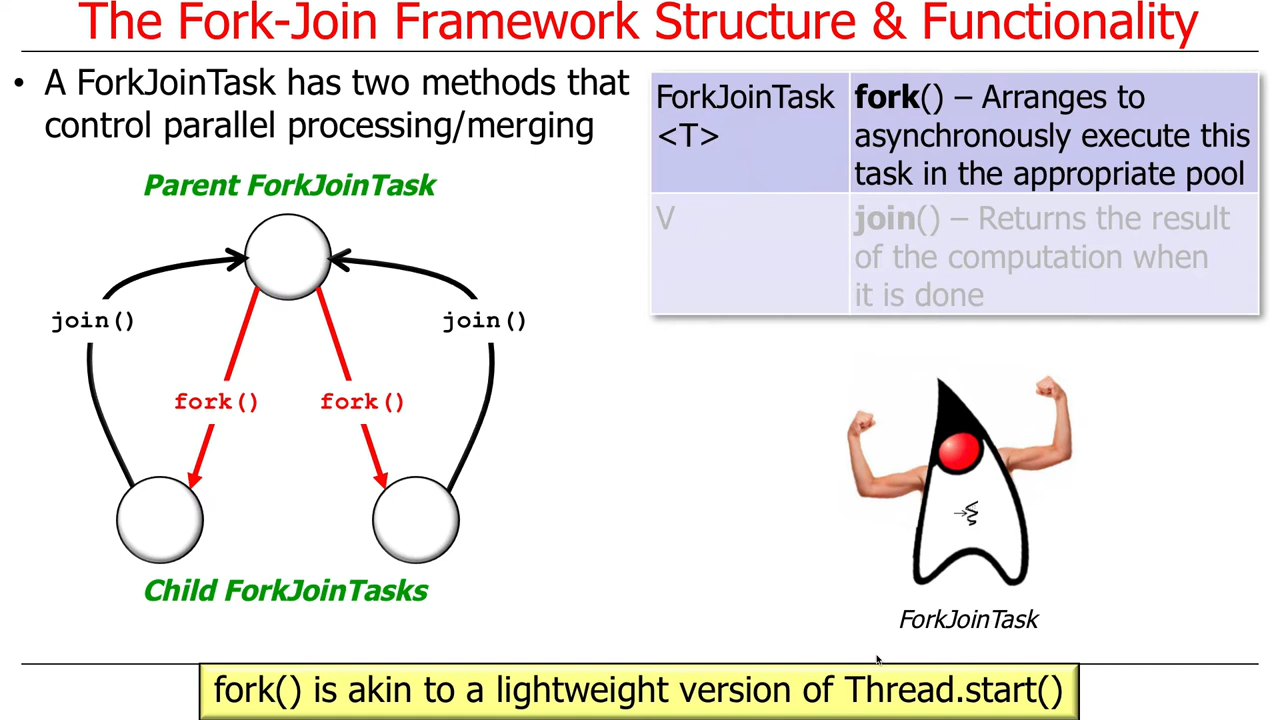 The Fork-Join Framework Structure & Functionality
• A ForkJoinTask has two methods that
control parallel processing/merging
ForkJoinTask
<T>
fork() – Arranges to
asynchronously execute this
task in the appropriate pool
V
join() – Returns the result
of the computation when
it is done
Parent ForkJoinTask
join()
join()
fork()
fork()
Child ForkJoinTasks
ForkJoinTask
fork() is akin to a lightweight version of Thread.start()